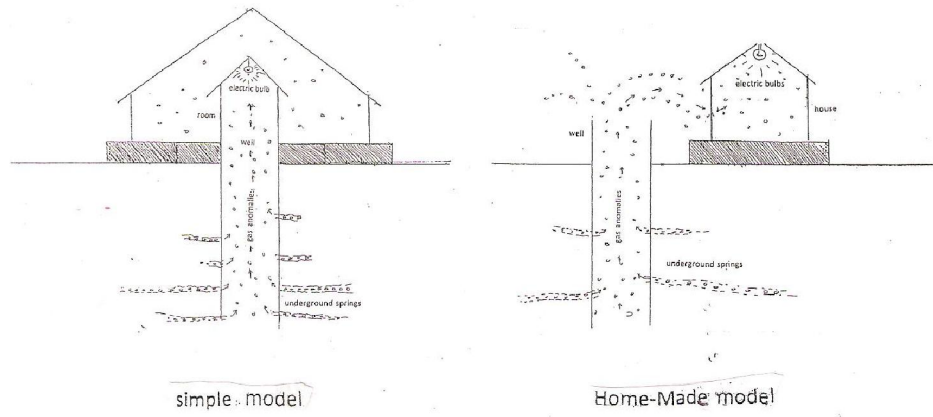 electric bulb
room
well
gas anomalies
underground springs
simple model
electric bulbs
house
well
gas anomalies
underground springs
Home-Made model